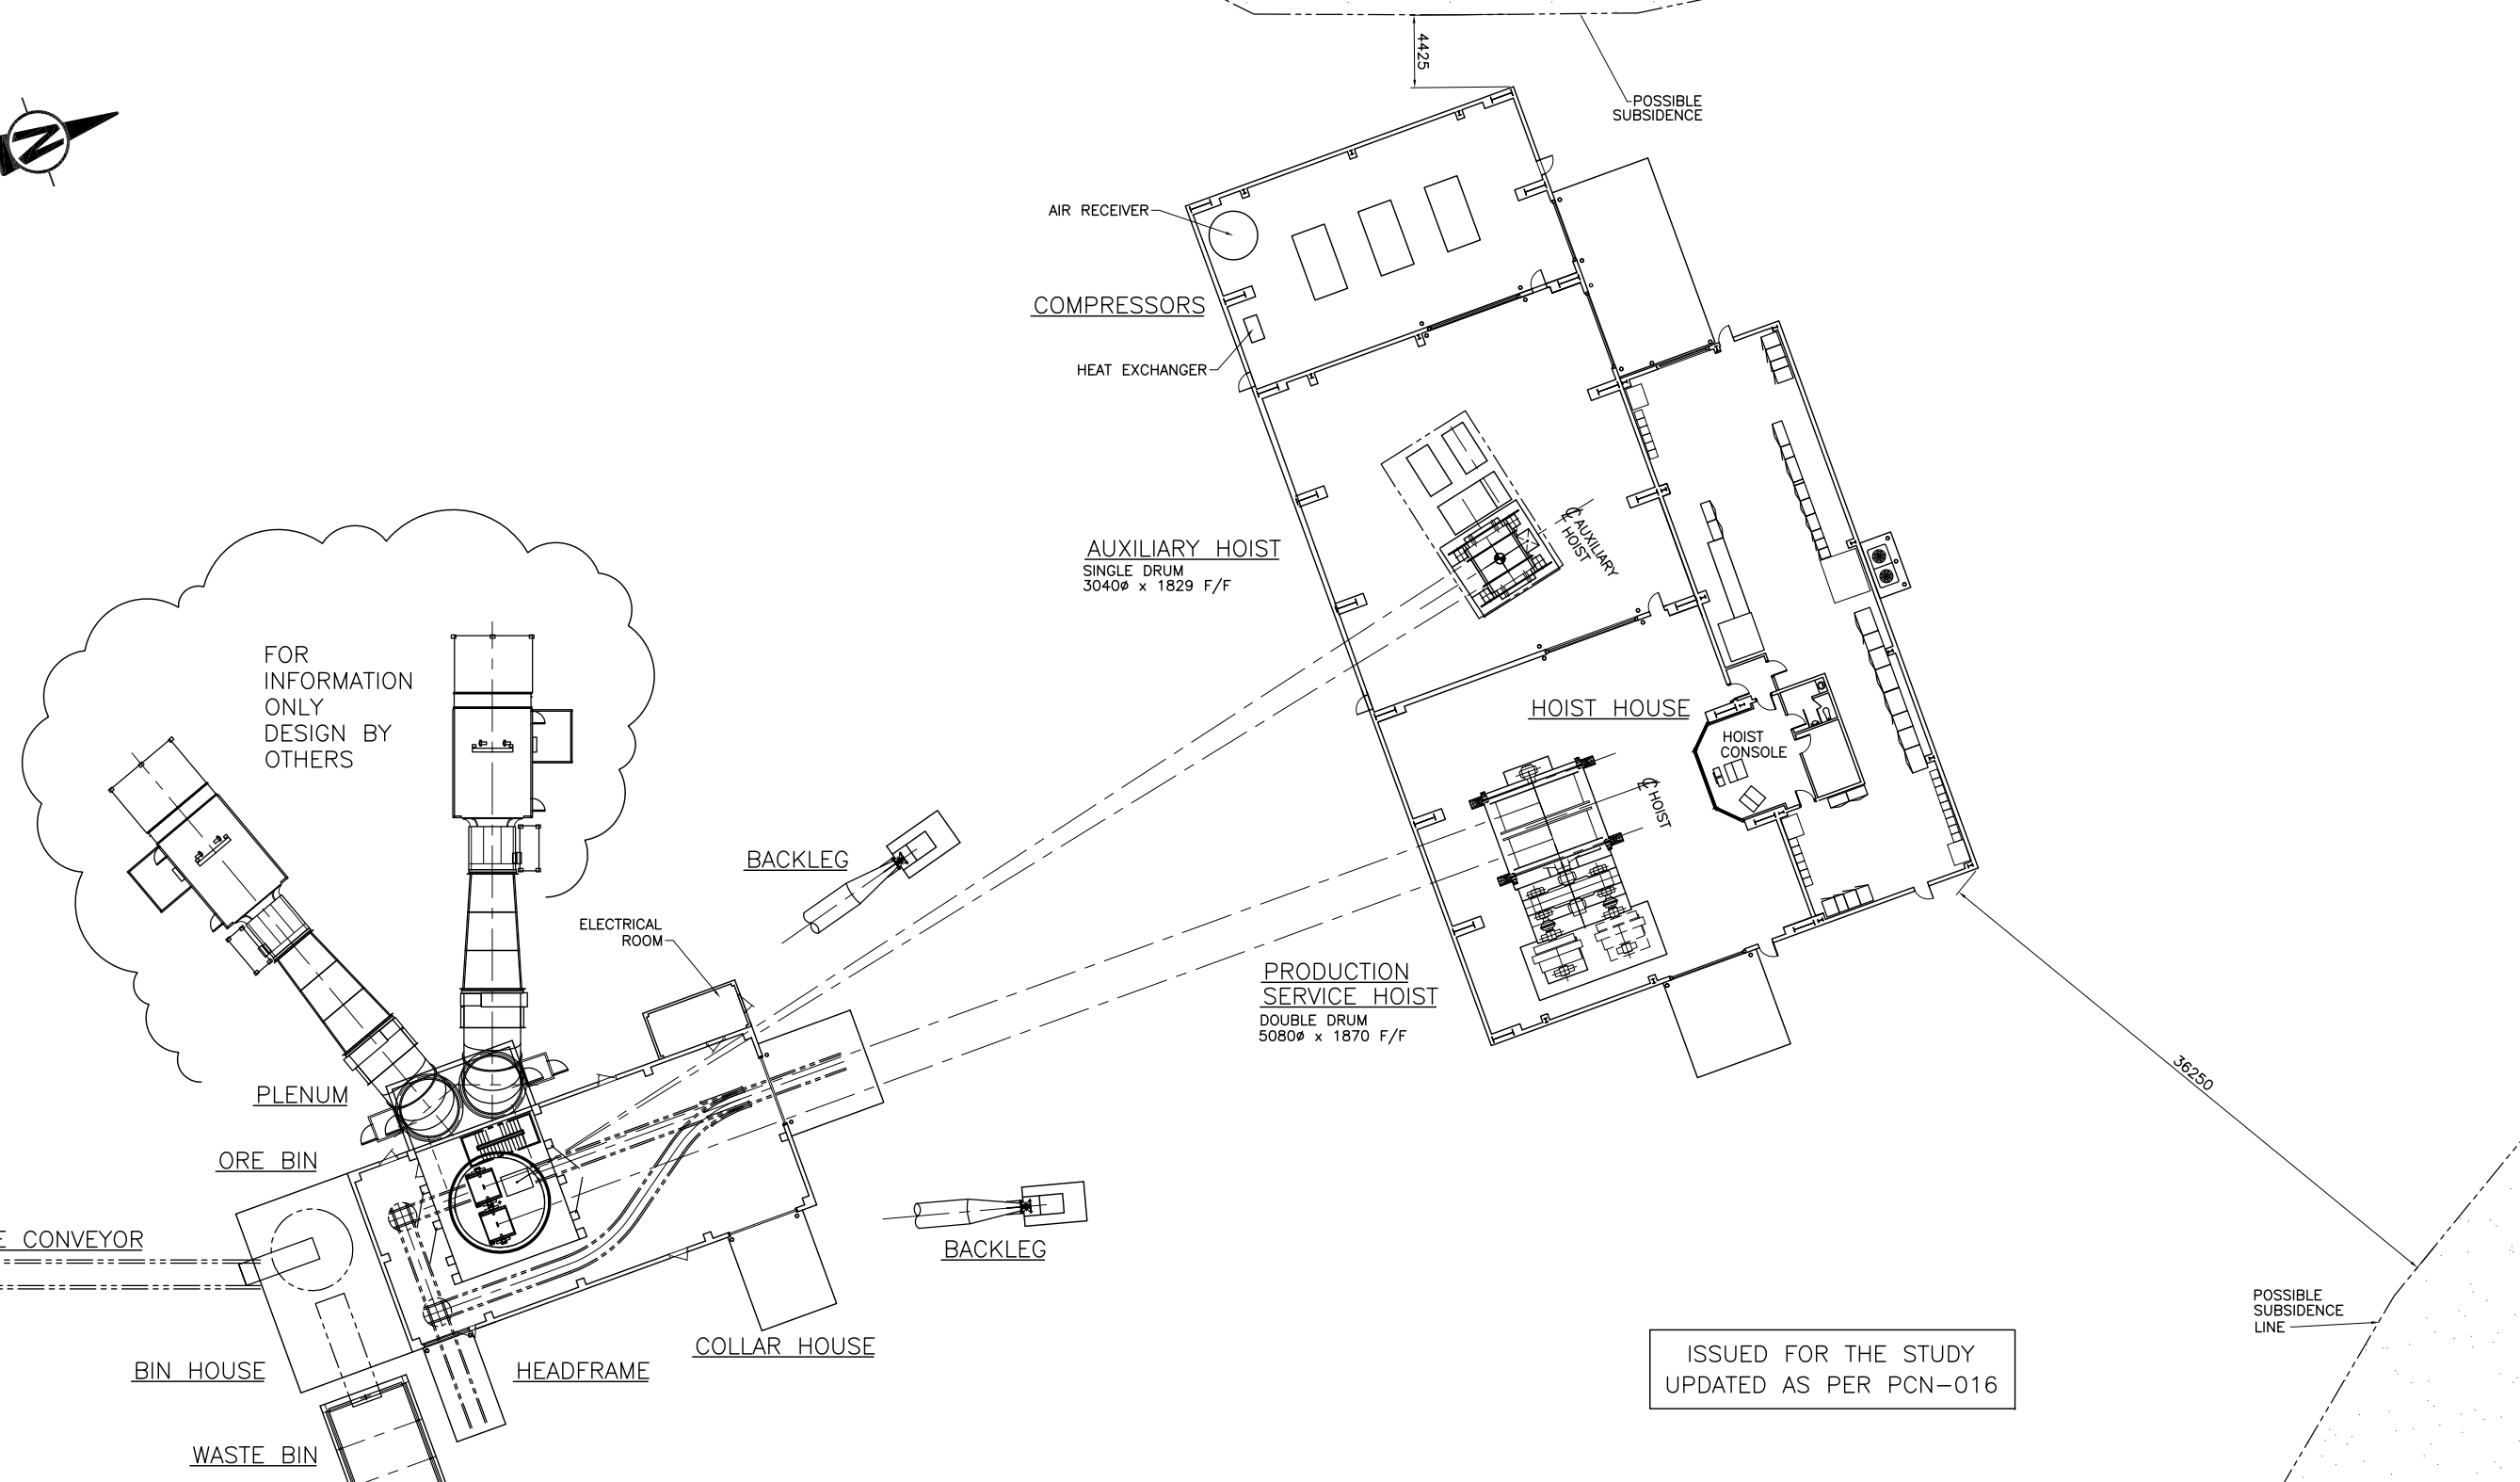 4425
POSSIBLE
SUBSIDENCE
N
AIR RECEIVER
COMPRESSORS
HEAT EXCHANGER
AUXILIARY HOIST
SINGLE DRUM
3040ø x 1829 F/F
℄ AUXILIARY
HOIST
FOR
INFORMATION
ONLY
DESIGN BY
OTHERS
HOIST HOUSE
HOIST
CONSOLE
℄ HOIST
BACKLEG
ELECTRICAL
ROOM
PRODUCTION
SERVICE HOIST
DOUBLE DRUM
5080ø x 1870 F/F
36250
PLENUM
ORE BIN
E CONVEYOR
BACKLEG
POSSIBLE
SUBSIDENCE
LINE
COLLAR HOUSE
BIN HOUSE
HEADFRAME
WASTE BIN
ISSUED FOR THE STUDY
UPDATED AS PER PCN-016